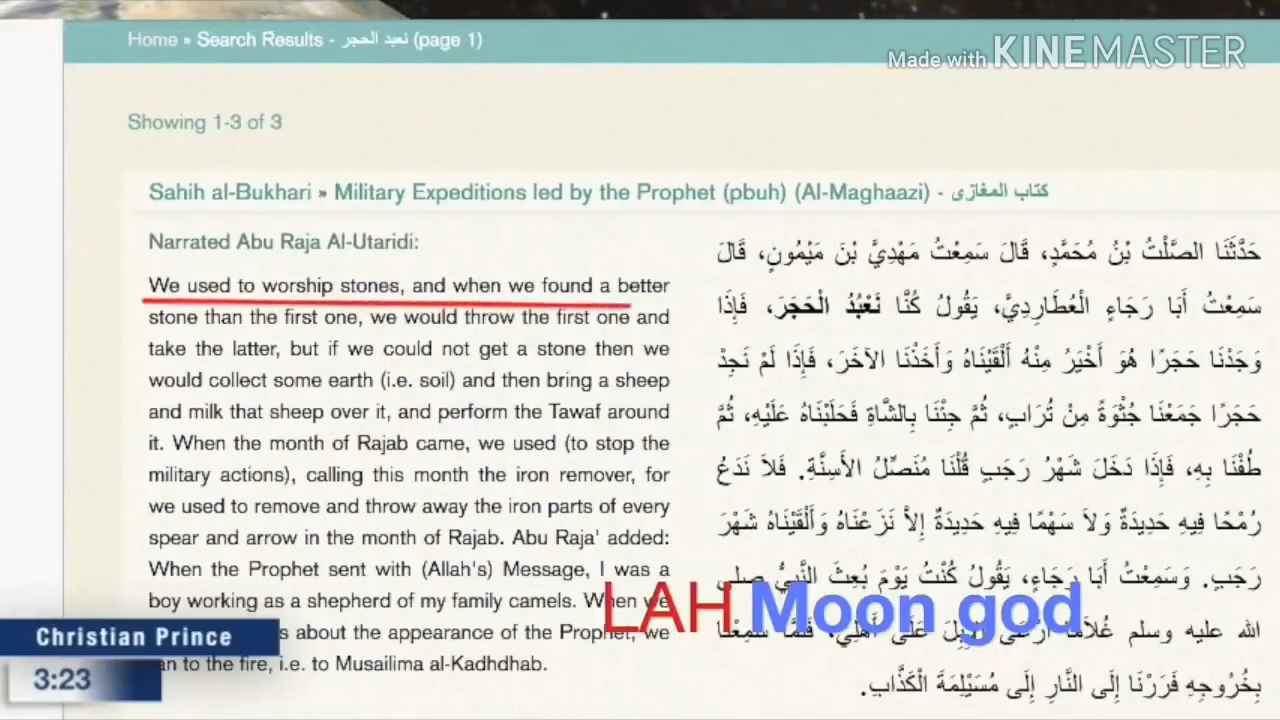 Home » Search Results - نعبد الحجر (page 1)
Made with KINEMASTER
Showing 1-3 of 3
Sahih al-Bukhari » Military Expeditions led by the Prophet (pbuh) (Al-Maghaazi) - كتاب المغازى
Narrated Abu Raja Al-Utaridi:
We used to worship stones, and when we found a better
stone than the first one, we would throw the first one and
take the latter, but if we could not get a stone then we
would collect some earth (i.e. soil) and then bring a sheep
and milk that sheep over it, and perform the Tawaf around
it. When the month of Rajab came, we used (to stop the
military actions), calling this month the iron remover, for
we used to remove and throw away the iron parts of every
spear and arrow in the month of Rajab. Abu Raja' added:
When the Prophet sent with (Allah's) Message, I was a
boy working as a shepherd of my family camels. When we
about the appearance of the Prophet, we
to the fire, i.e. to Musailima al-Kadhdhab.
حَدَّثَنَا الصَّلْتُ بْنُ مُحَمَّدٍ، قَالَ سَمِعْتُ مَهْدِيَّ بْنَ مَيْمُونٍ، قَالَ
سَمِعْتُ أَبَا رَجَاءٍ الْعُطَارِدِيَّ، يَقُولُ كُنَّا نَعْبُدُ الْحَجَرَ، فَإِذَا
وَجَدْنَا حَجَرًا هُوَ أَخْيَرُ مِنْهُ أَلْقَيْنَاهُ وَأَخَذْنَا الآخَرَ، فَإِذَا لَمْ نَجِدْ
حَجَرًا جَمَعْنَا جُثْوَةً مِنْ تُرَابٍ، ثُمَّ جِئْنَا بِالشَّاةِ فَحَلَبْنَاهُ عَلَيْهِ، ثُمَّ
طُفْنَا بِهِ، فَإِذَا دَخَلَ شَهْرُ رَجَبٍ قُلْنَا مُنَصِّلُ الأَسِنَّةِ. فَلاَ نَدَعُ
رُمْحًا فِيهِ حَدِيدَةٌ وَلاَ سَهْمًا فِيهِ حَدِيدَةٌ إِلاَّ نَزَعْنَاهُ وَأَلْقَيْنَاهُ شَهْرَ
رَجَبٍ. وَسَمِعْتُ أَبَا رَجَاءٍ، يَقُولُ كُنْتُ يَوْمَ بُعِثَ النَّبِيُّ صلى
الله عليه وسلم غُلاَمًا أَرْعَى الإِبِلَ عَلَى أَهْلِي، فَلَمَّا سَمِعْنَا
بِخُرُوجِهِ فَرَرْنَا إِلَى النَّارِ إِلَى مُسَيْلِمَةَ الْكَذَّابِ.
LAH Moon god
Christian Prince
3:23